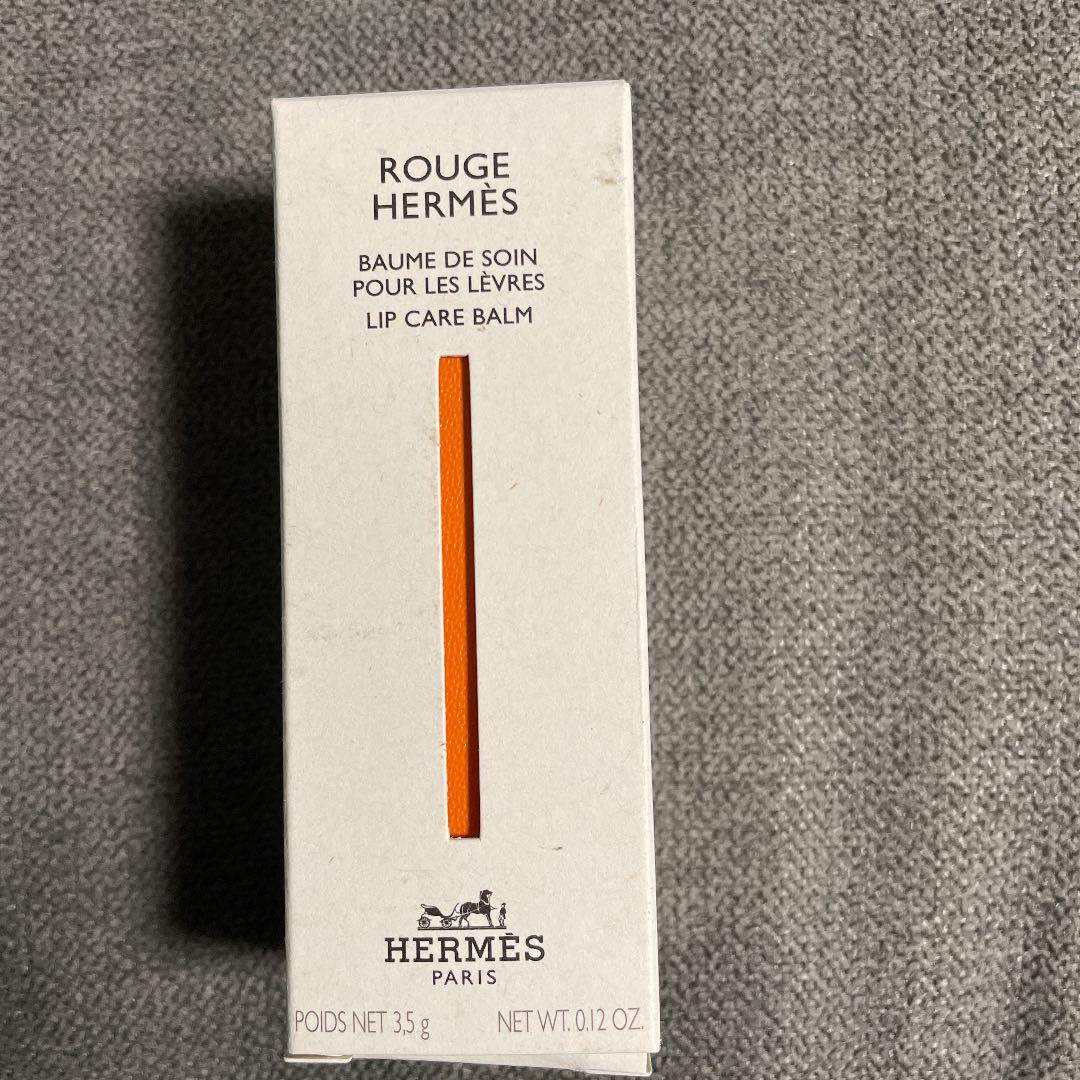 ROUGE
HERMÈS
BAUME DE SOIN
POUR LES LÈVRES
LIP CARE BALM
HERMÈS
PARIS
POIDS NET 3,5 g NET WT. 0.12 OZ.